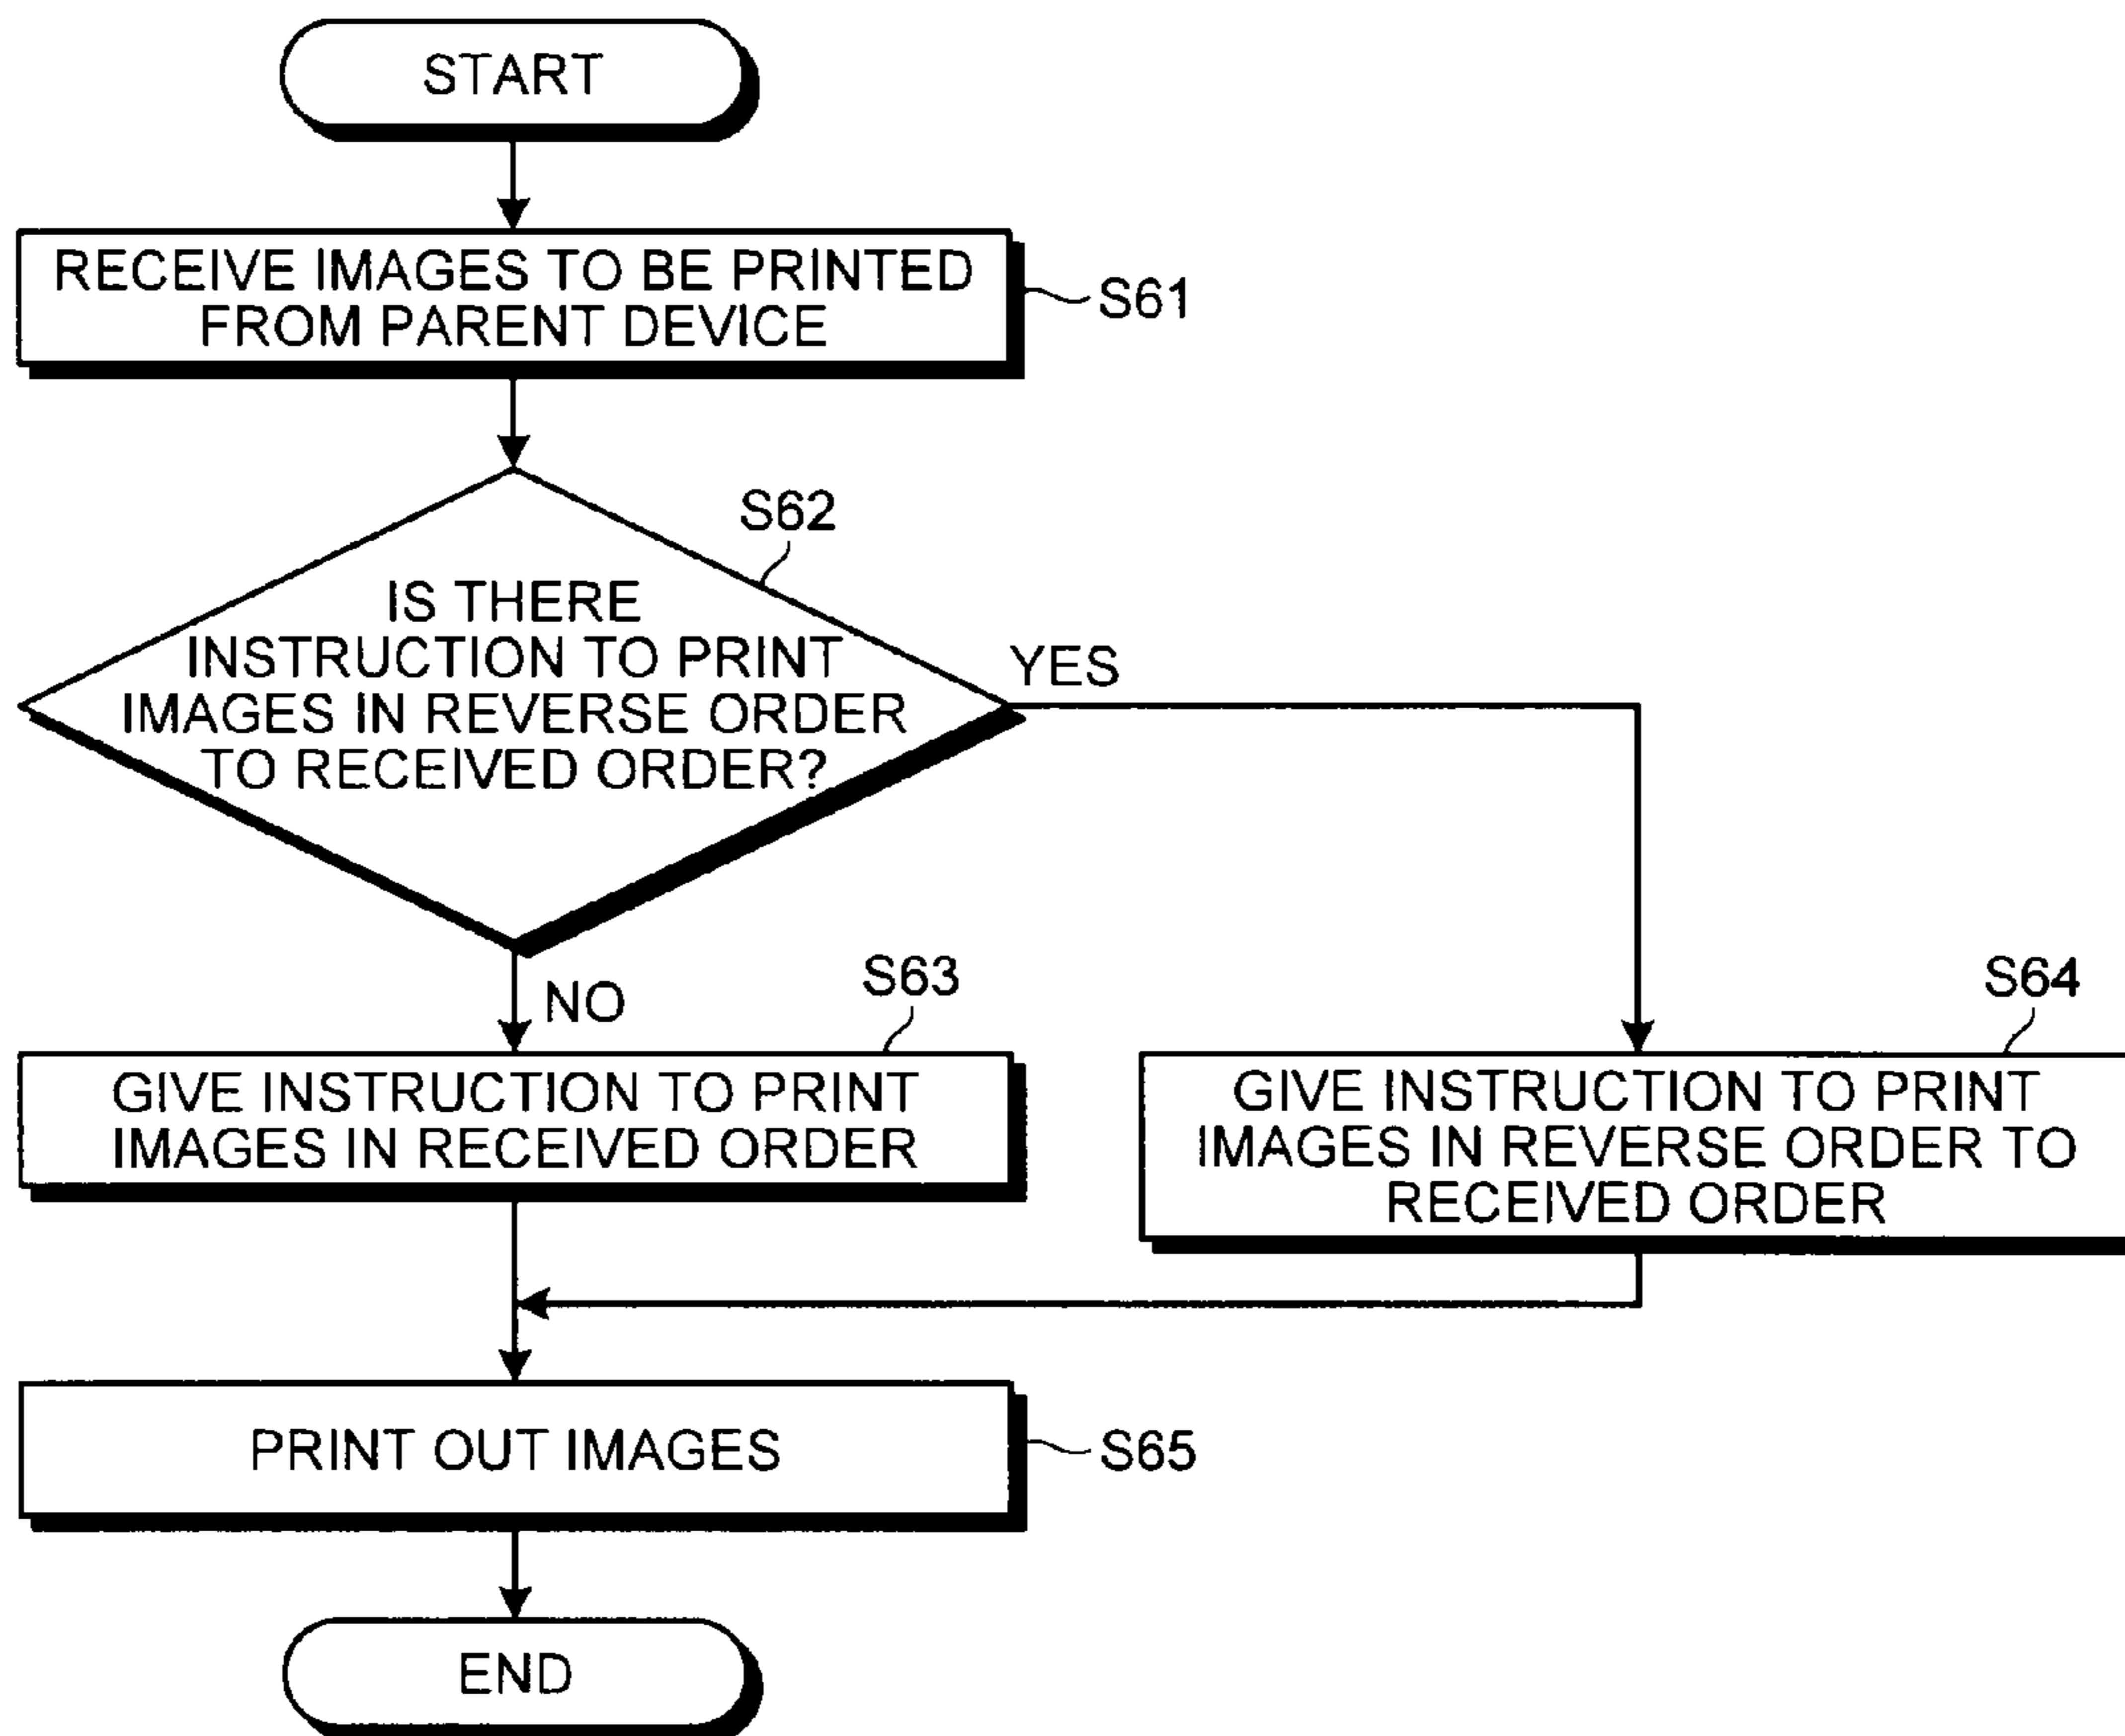 START
RECEIVE IMAGES TO BE PRINTED
FROM PARENT DEVICE
S61
S62
IS THERE
INSTRUCTION TO PRINT
IMAGES IN REVERSE ORDER
TO RECEIVED ORDER?
YES
NO
S63
GIVE INSTRUCTION TO PRINT
IMAGES IN RECEIVED ORDER
S64
GIVE INSTRUCTION TO PRINT
IMAGES IN REVERSE ORDER TO
RECEIVED ORDER
PRINT OUT IMAGES
S65
END